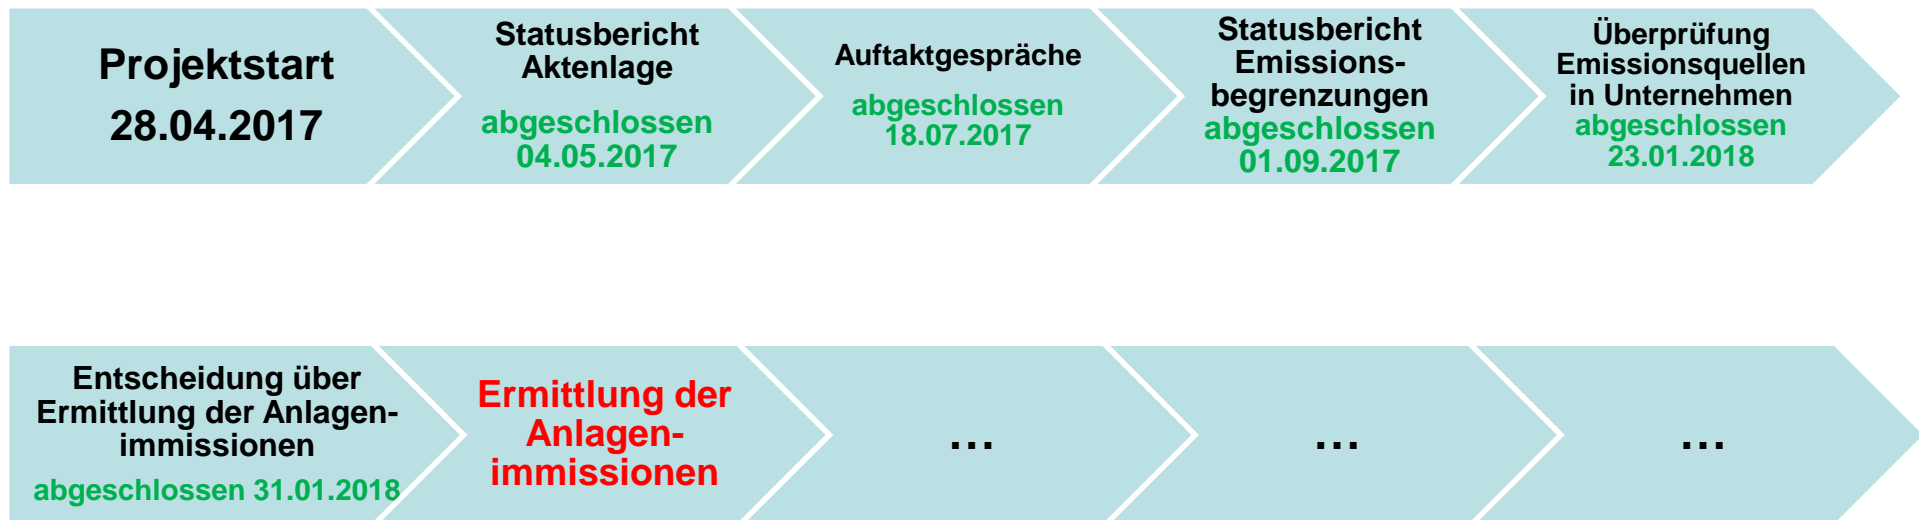 Projektstart
28.04.2017
Statusbericht
Aktenlage
abgeschlossen
04.05.2017
Auftaktgespräche
abgeschlossen
18.07.2017
Statusbericht
Emissions-
begrenzungen
abgeschlossen
01.09.2017
Überprüfung
Emissionsquellen
in Unternehmen
abgeschlossen
23.01.2018
Entscheidung über
Ermittlung der Anlagen-
immissionen
abgeschlossen 31.01.2018
Ermittlung der
Anlagen-
immissionen
...
...
...